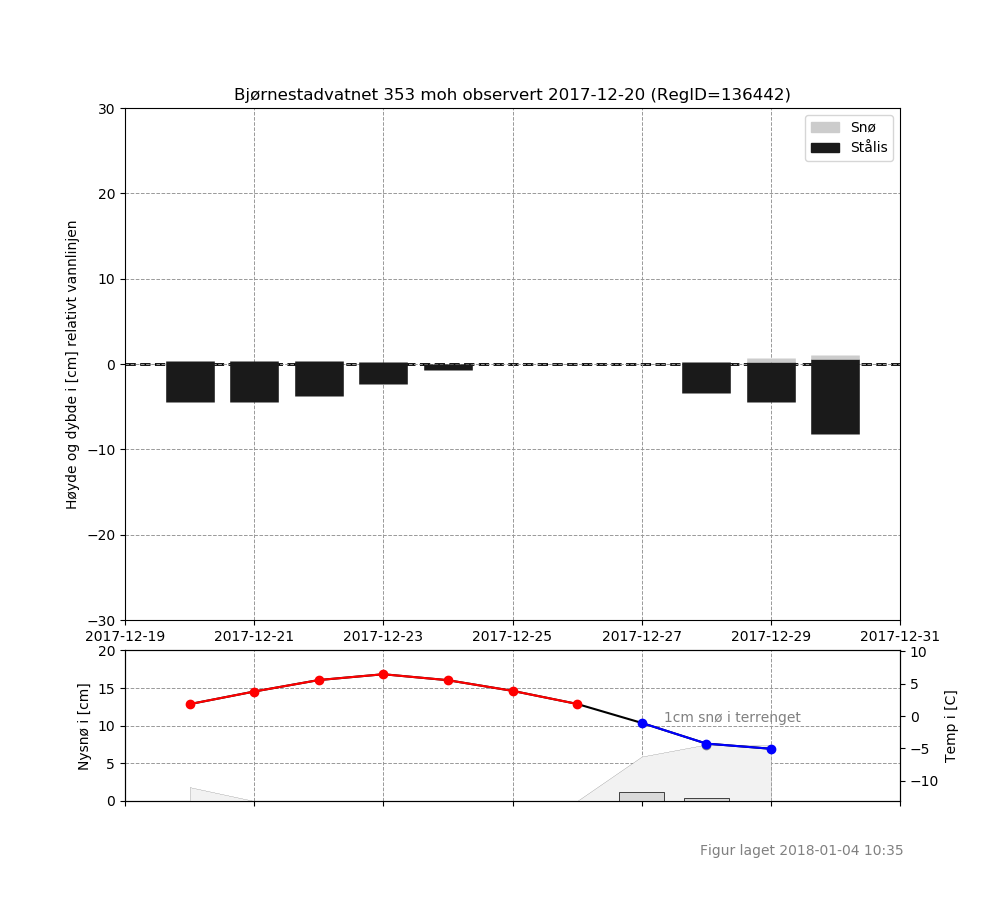 Bjørnestadvatnet 353 moh observert 2017-12-20 (RegID=136442)
Snø
Stålis
Høyde og dybde i [cm] relativt vannlinjen
30
20
10
0
−10
−20
−30
2017-12-19 2017-12-21 2017-12-23 2017-12-25 2017-12-27 2017-12-29 2017-12-31
Nysnø i [cm]
20
15
10
5
0
1cm snø i terrenget
10
5
0
−5
−10
Temp i [C]
Figur laget 2018-01-04 10:35